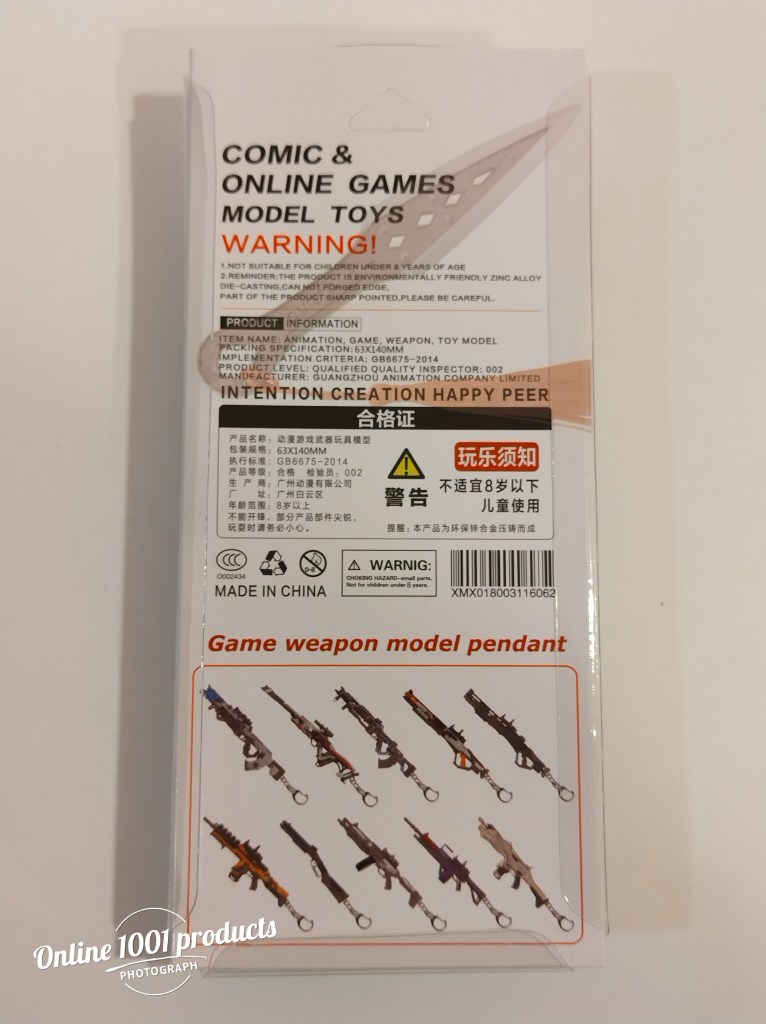 COMIC &
ONLINE GAMES
MODEL TOYS
WARNING!
1.NOT SUITABLE FOR CHILDREN UNDER 8 YEARS OF AGE
2.REMINDER:THE PRODUCT IS ENVIRONMENTALLY FRIENDLY ZINC ALLOY
DIE-CASTING,CAN NOT FORGED EDGE,
PART OF THE PRODUCT SHARP POINTED,PLEASE BE CAREFUL.
PRODUCT INFORMATION
ITEM NAME: ANIMATION, GAME, WEAPON, TOY MODEL
PACKING SPECIFICATION:63X140MM
IMPLEMENTATION CRITERIA: GB6675-2014
PRODUCT LEVEL: QUALIFIED QUALITY INSPECTOR: 002
MANUFACTURER: GUANGZHOU ANIMATION COMPANY LIMITED
INTENTION CREATION HAPPY PEER
合格证
产品名称: 动漫游戏武器玩具模型
包装规格: 63X140MM
执行标准: GB6675-2014
产品等级: 合格 检验员: 002
生 产 商: 广州动漫有限公司
厂 址: 广州白云区
年龄范围: 8岁以上
不能开锋, 部分产品部件尖锐,
玩耍时请务必小心。
警告
玩乐须知
不适宜8岁以下
儿童使用
提醒: 本产品为环保锌合金压铸而成
CCC
O002434
0-8
MADE IN CHINA
WARNIG:
CHOKING HAZARD-small parts.
Not for children under 8 years.
XMX018003116062
Game weapon model pendant
Online 1001 products
PHOTOGRAPH